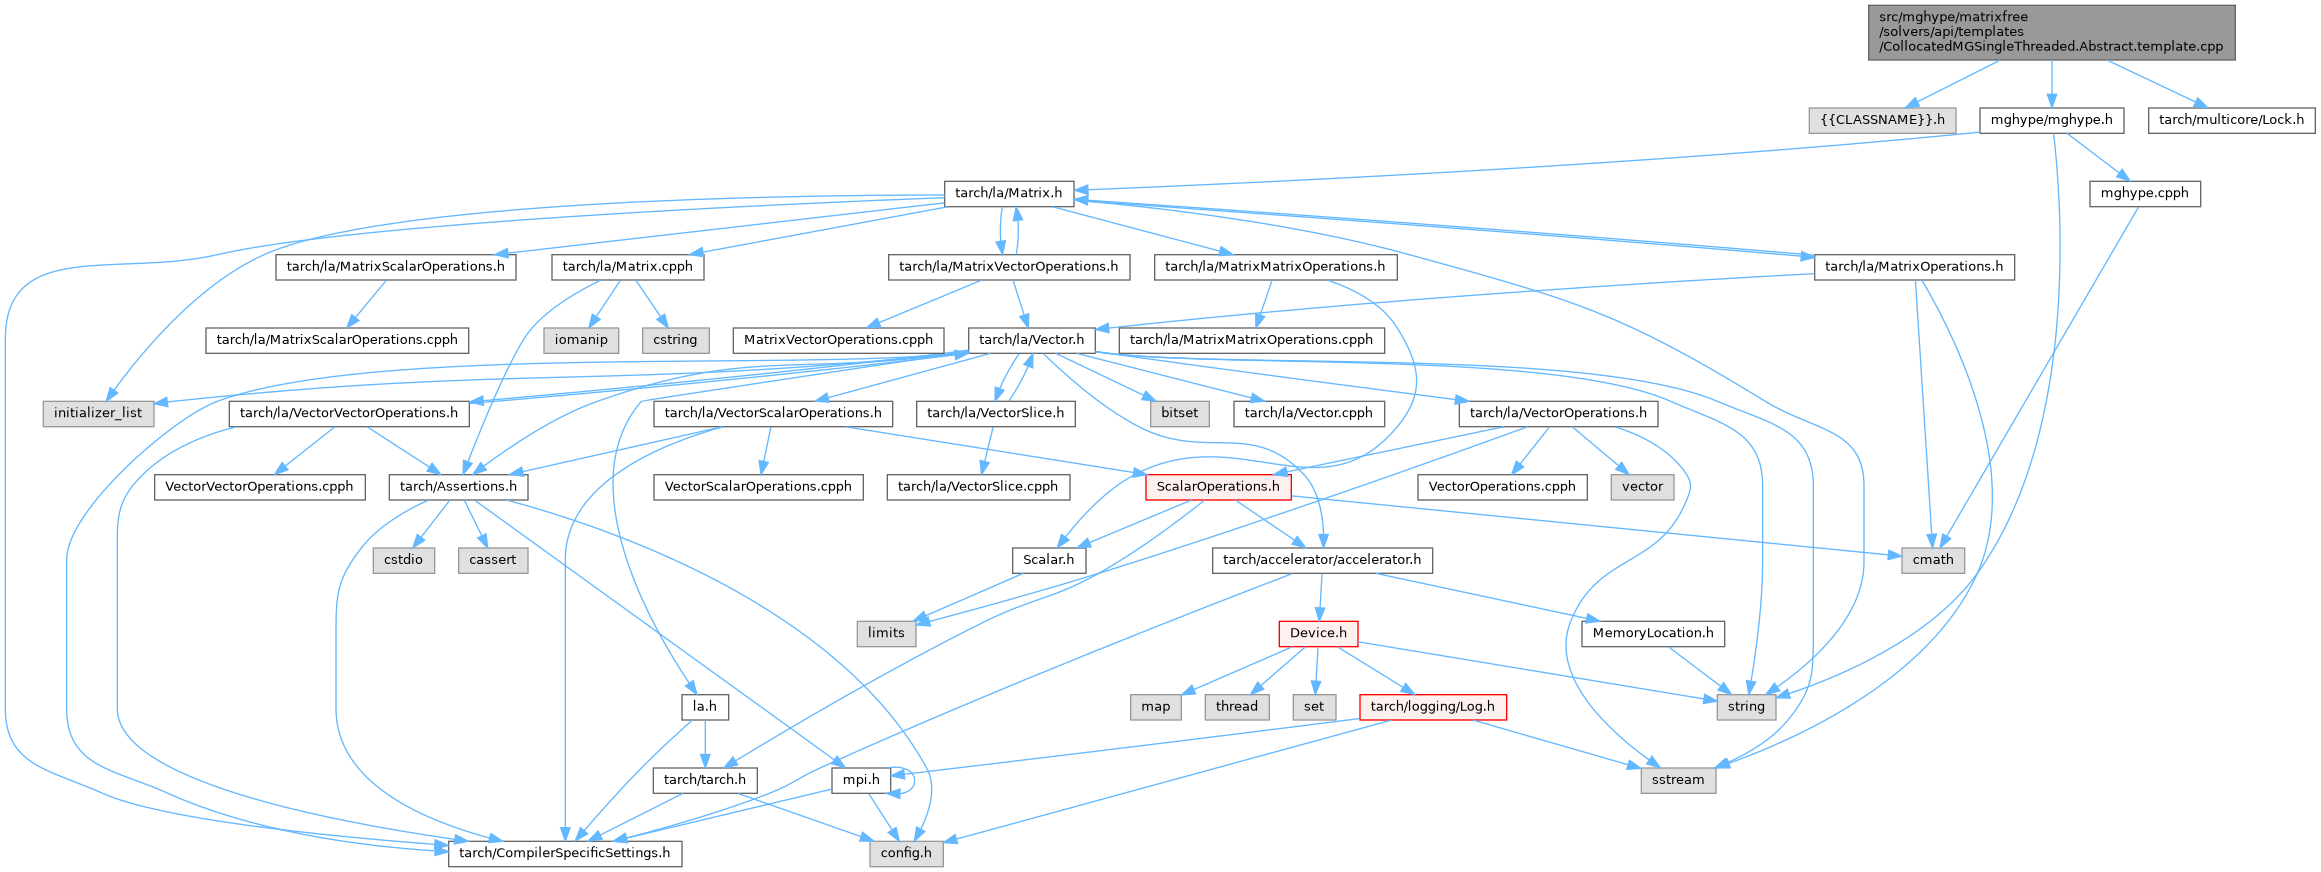 src/mghype/matrixfree
/solvers/api/templates
/CollocatedMGSingleThreaded.Abstract.template.cpp
{{CLASSNAME}}.h
mghype/mghype.h
tarch/multicore/Lock.h
tarch/la/Matrix.h
mghype.cpph
tarch/la/MatrixScalarOperations.h
tarch/la/Matrix.cpph
tarch/la/MatrixVectorOperations.h
tarch/la/MatrixMatrixOperations.h
tarch/la/MatrixOperations.h
tarch/la/MatrixScalarOperations.cpph
iomanip
cstring
MatrixVectorOperations.cpph
tarch/la/Vector.h
tarch/la/MatrixMatrixOperations.cpph
initializer_list
tarch/la/VectorVectorOperations.h
tarch/la/VectorScalarOperations.h
tarch/la/VectorSlice.h
bitset
tarch/la/Vector.cpph
tarch/la/VectorOperations.h
VectorVectorOperations.cpph
tarch/Assertions.h
VectorScalarOperations.cpph
tarch/la/VectorSlice.cpph
ScalarOperations.h
VectorOperations.cpph
vector
cstdio
cassert
Scalar.h
tarch/accelerator/accelerator.h
cmath
limits
Device.h
MemoryLocation.h
la.h
map
thread
set
tarch/logging/Log.h
string
tarch/tarch.h
mpi.h
sstream
tarch/CompilerSpecificSettings.h
config.h